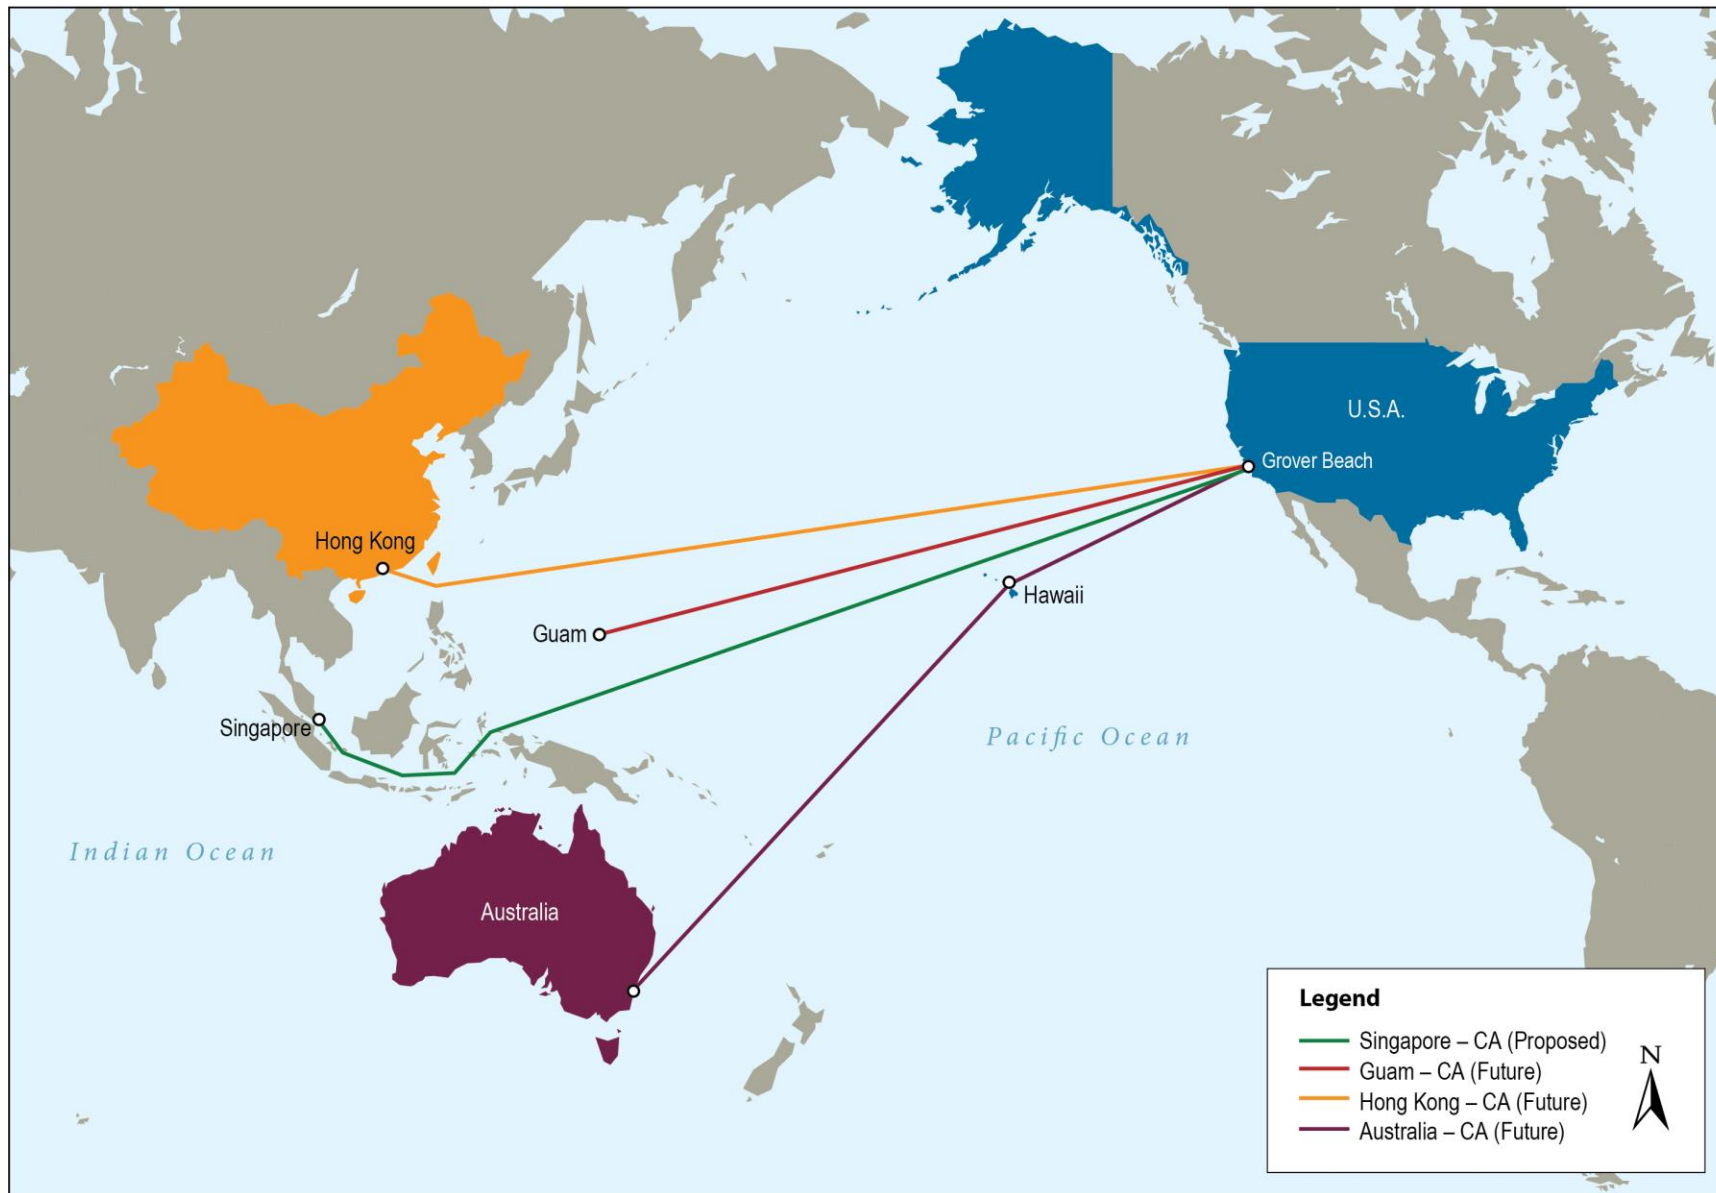 U.S.A.
Grover Beach
Hong Kong
Hawaii
Guam
Singapore
Pacific Ocean
Indian Ocean
Australia
Legend
Singapore – CA (Proposed)
Guam – CA (Future)
Hong Kong – CA (Future)
Australia – CA (Future)
N